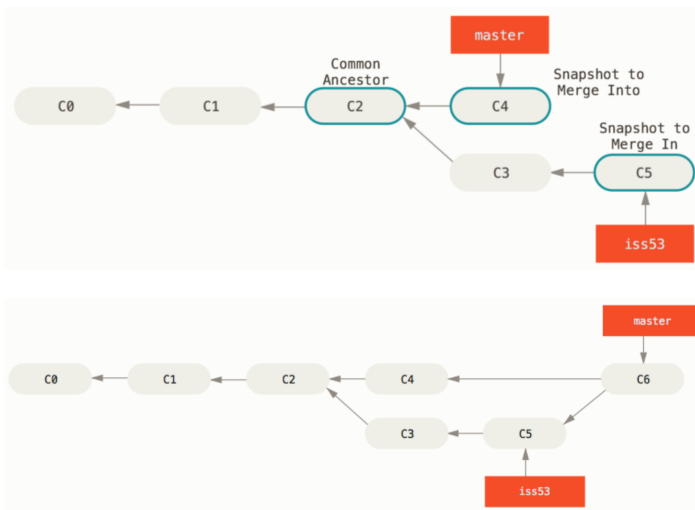 master
Common
Ancestor
Snapshot to
Merge Into
C0
C1
C2
C4
Snapshot to
Merge In
C3
C5
iss53
master
C0
C1
C2
C4
C6
C3
C5
iss53